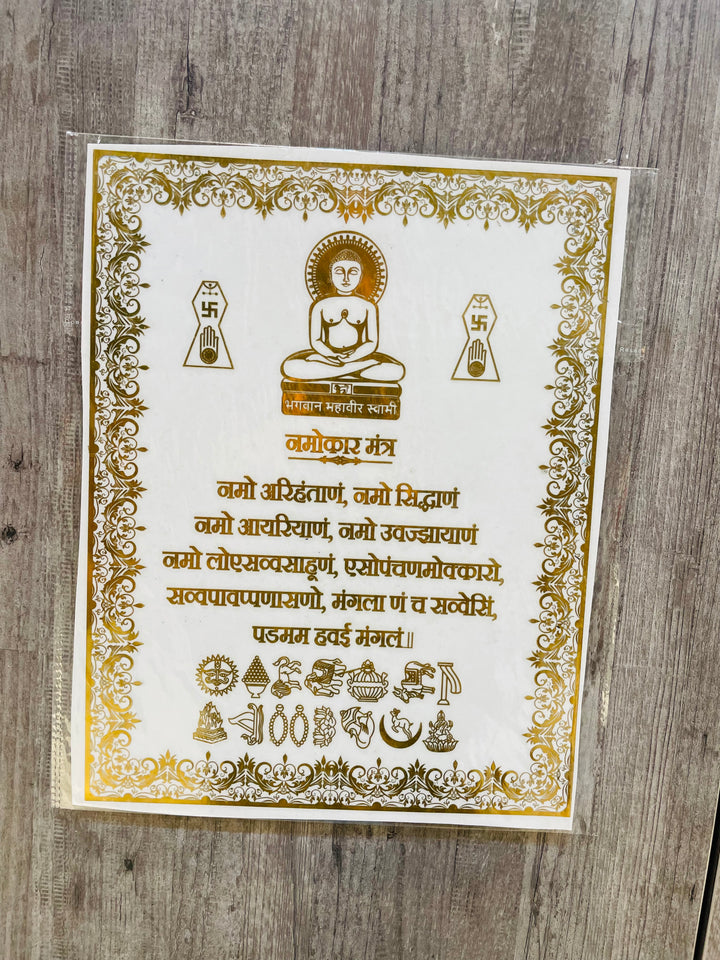 भगवान महावीर स्वामी
नमोकार मंत्र
नमो अरिहंताणं, नमो सिद्धाणं
नमो आयरियाणं, नमो उवज्झायाणं
नमो लोएसव्वसाहूणं, एसोपंचणमोक्कारो,
सव्वपावप्पणासणो, मंगला णं च सव्वेसिं,
पडमम हवई मंगलं॥